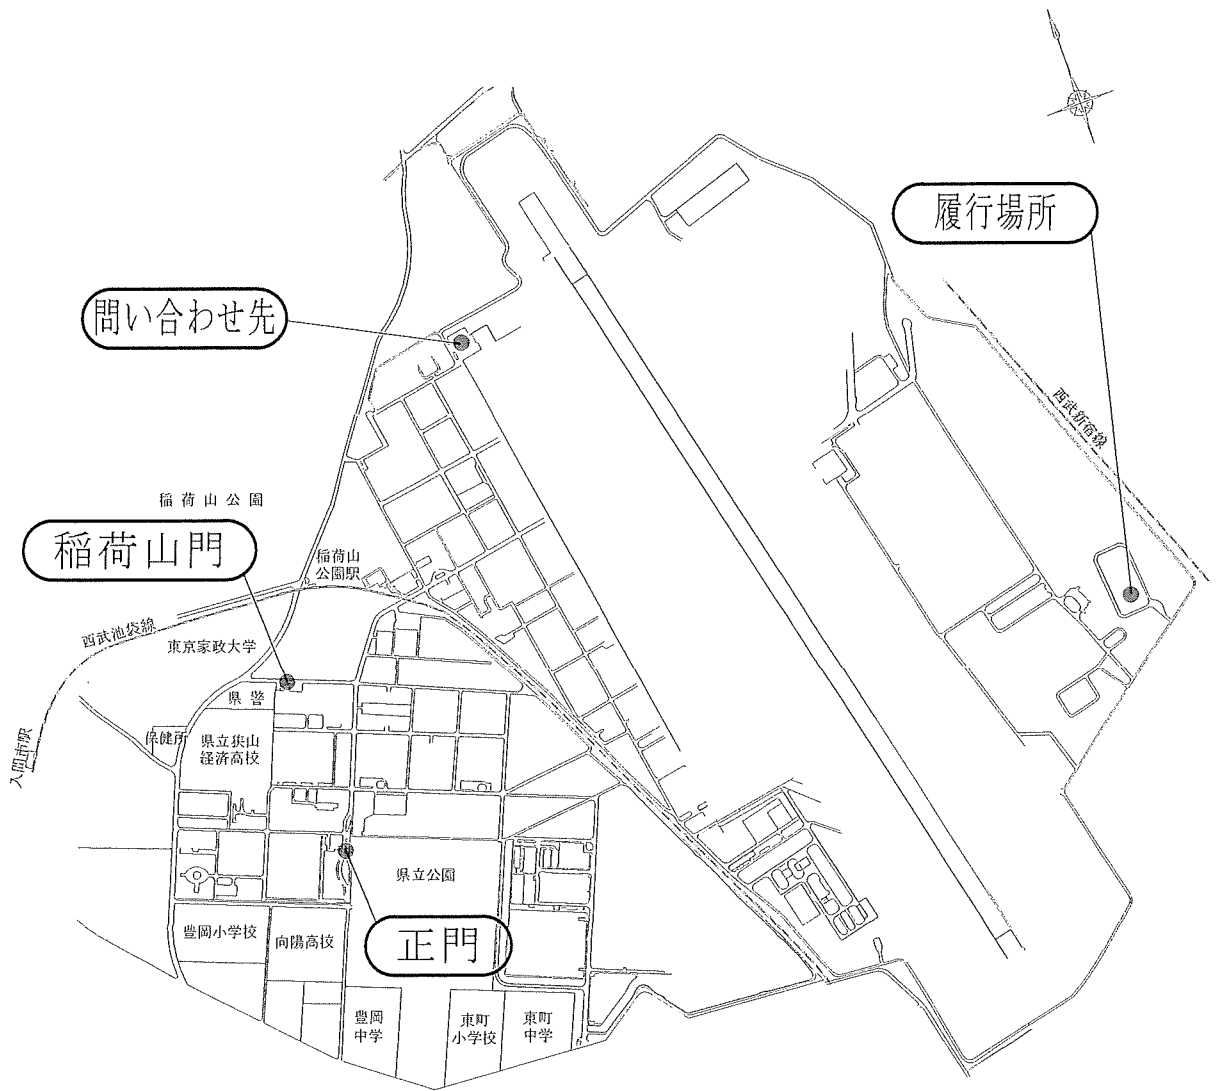 履行場所
問い合わせ先
西武新宿線
稲荷山公園
稲荷山門
稲荷山
公園駅
西武池袋線
東京家政大学
県警
保健所
県立狭山
経済高校
入間市駅
県立公園
正門
豊岡小学校
向陽高校
豊岡
中学
東町
小学校
東町
中学